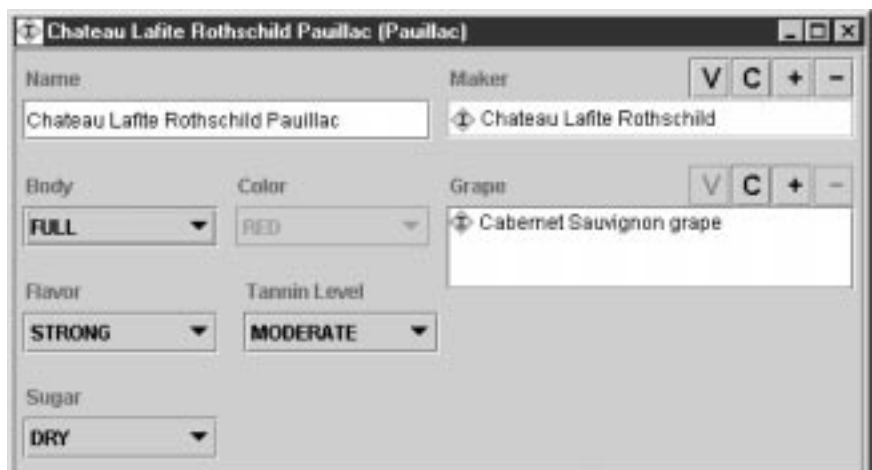 Chateau Lafite Rothschild Pauillac (Pauillac)
Name
Chateau Lafite Rothschild Pauillac
Maker
V C + −
Chateau Lafite Rothschild
Body
FULL
Color
RED
Grape
V C + −
Cabernet Sauvignon grape
Flavor
STRONG
Tannin Level
MODERATE
Sugar
DRY